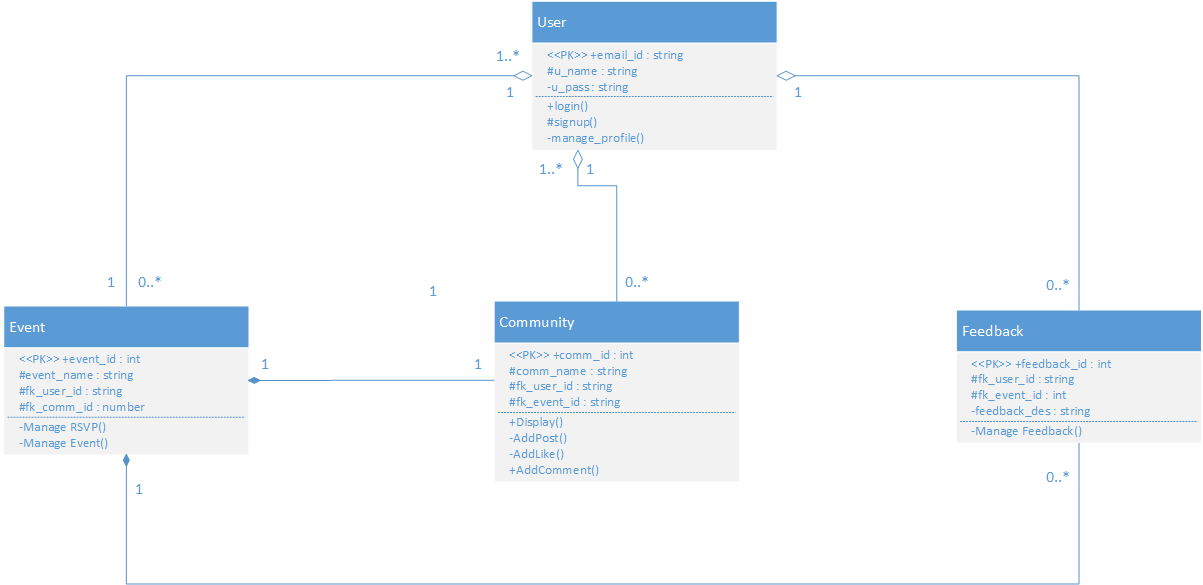 User
<<PK>> +email_id : string
#u_name : string
-u_pass : string
+login()
#signup()
-manage_profile()
1..*
1
1
1..*
1
1
0..*
1
0..*
0..*
Event
<<PK>> +event_id : int
#event_name : string
#fk_user_id : string
#fk_comm_id : number
-Manage RSVP()
-Manage Event()
1
1
Community
<<PK>> +comm_id : int
#comm_name : string
#fk_user_id : string
#fk_event_id : string
+Display()
-AddPost()
-AddLike()
+AddComment()
Feedback
<<PK>> +feedback_id : int
#fk_user_id : string
#fk_event_id : int
-feedback_des : string
-Manage Feedback()
1
0..*